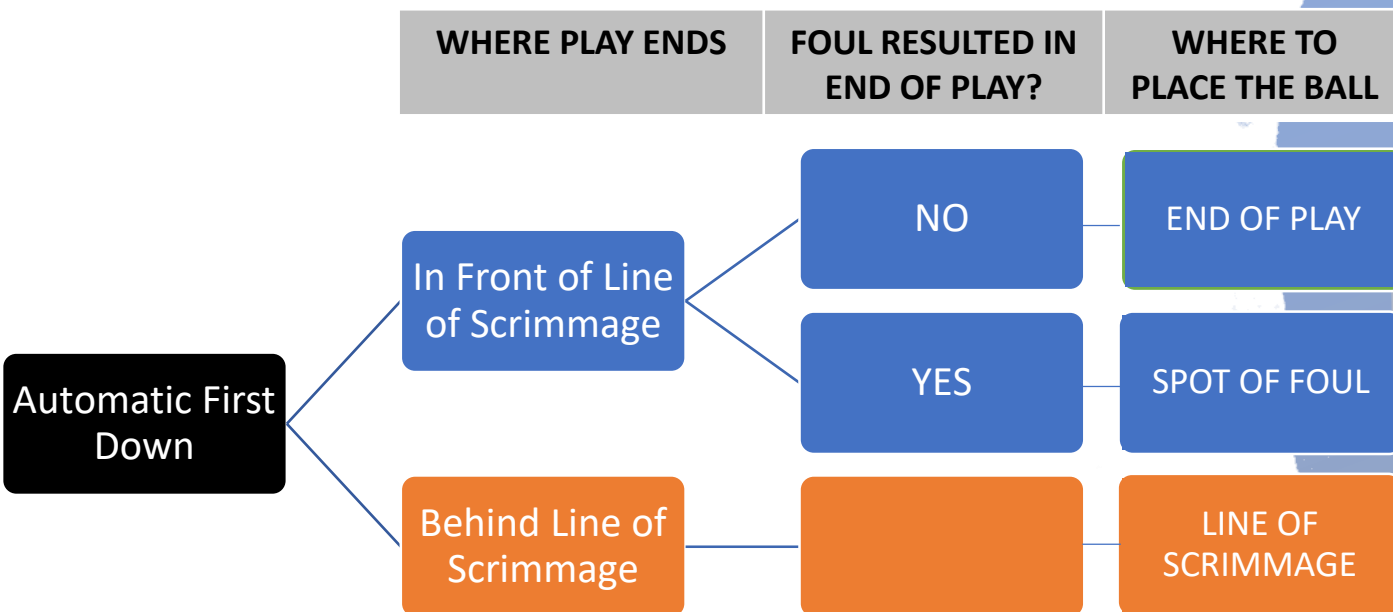 WHERE PLAY ENDS
FOUL RESULTED IN
END OF PLAY?
WHERE TO
PLACE THE BALL
Automatic First
Down
In Front of Line
of Scrimmage
NO
END OF PLAY
YES
SPOT OF FOUL
Behind Line of
Scrimmage
LINE OF
SCRIMMAGE